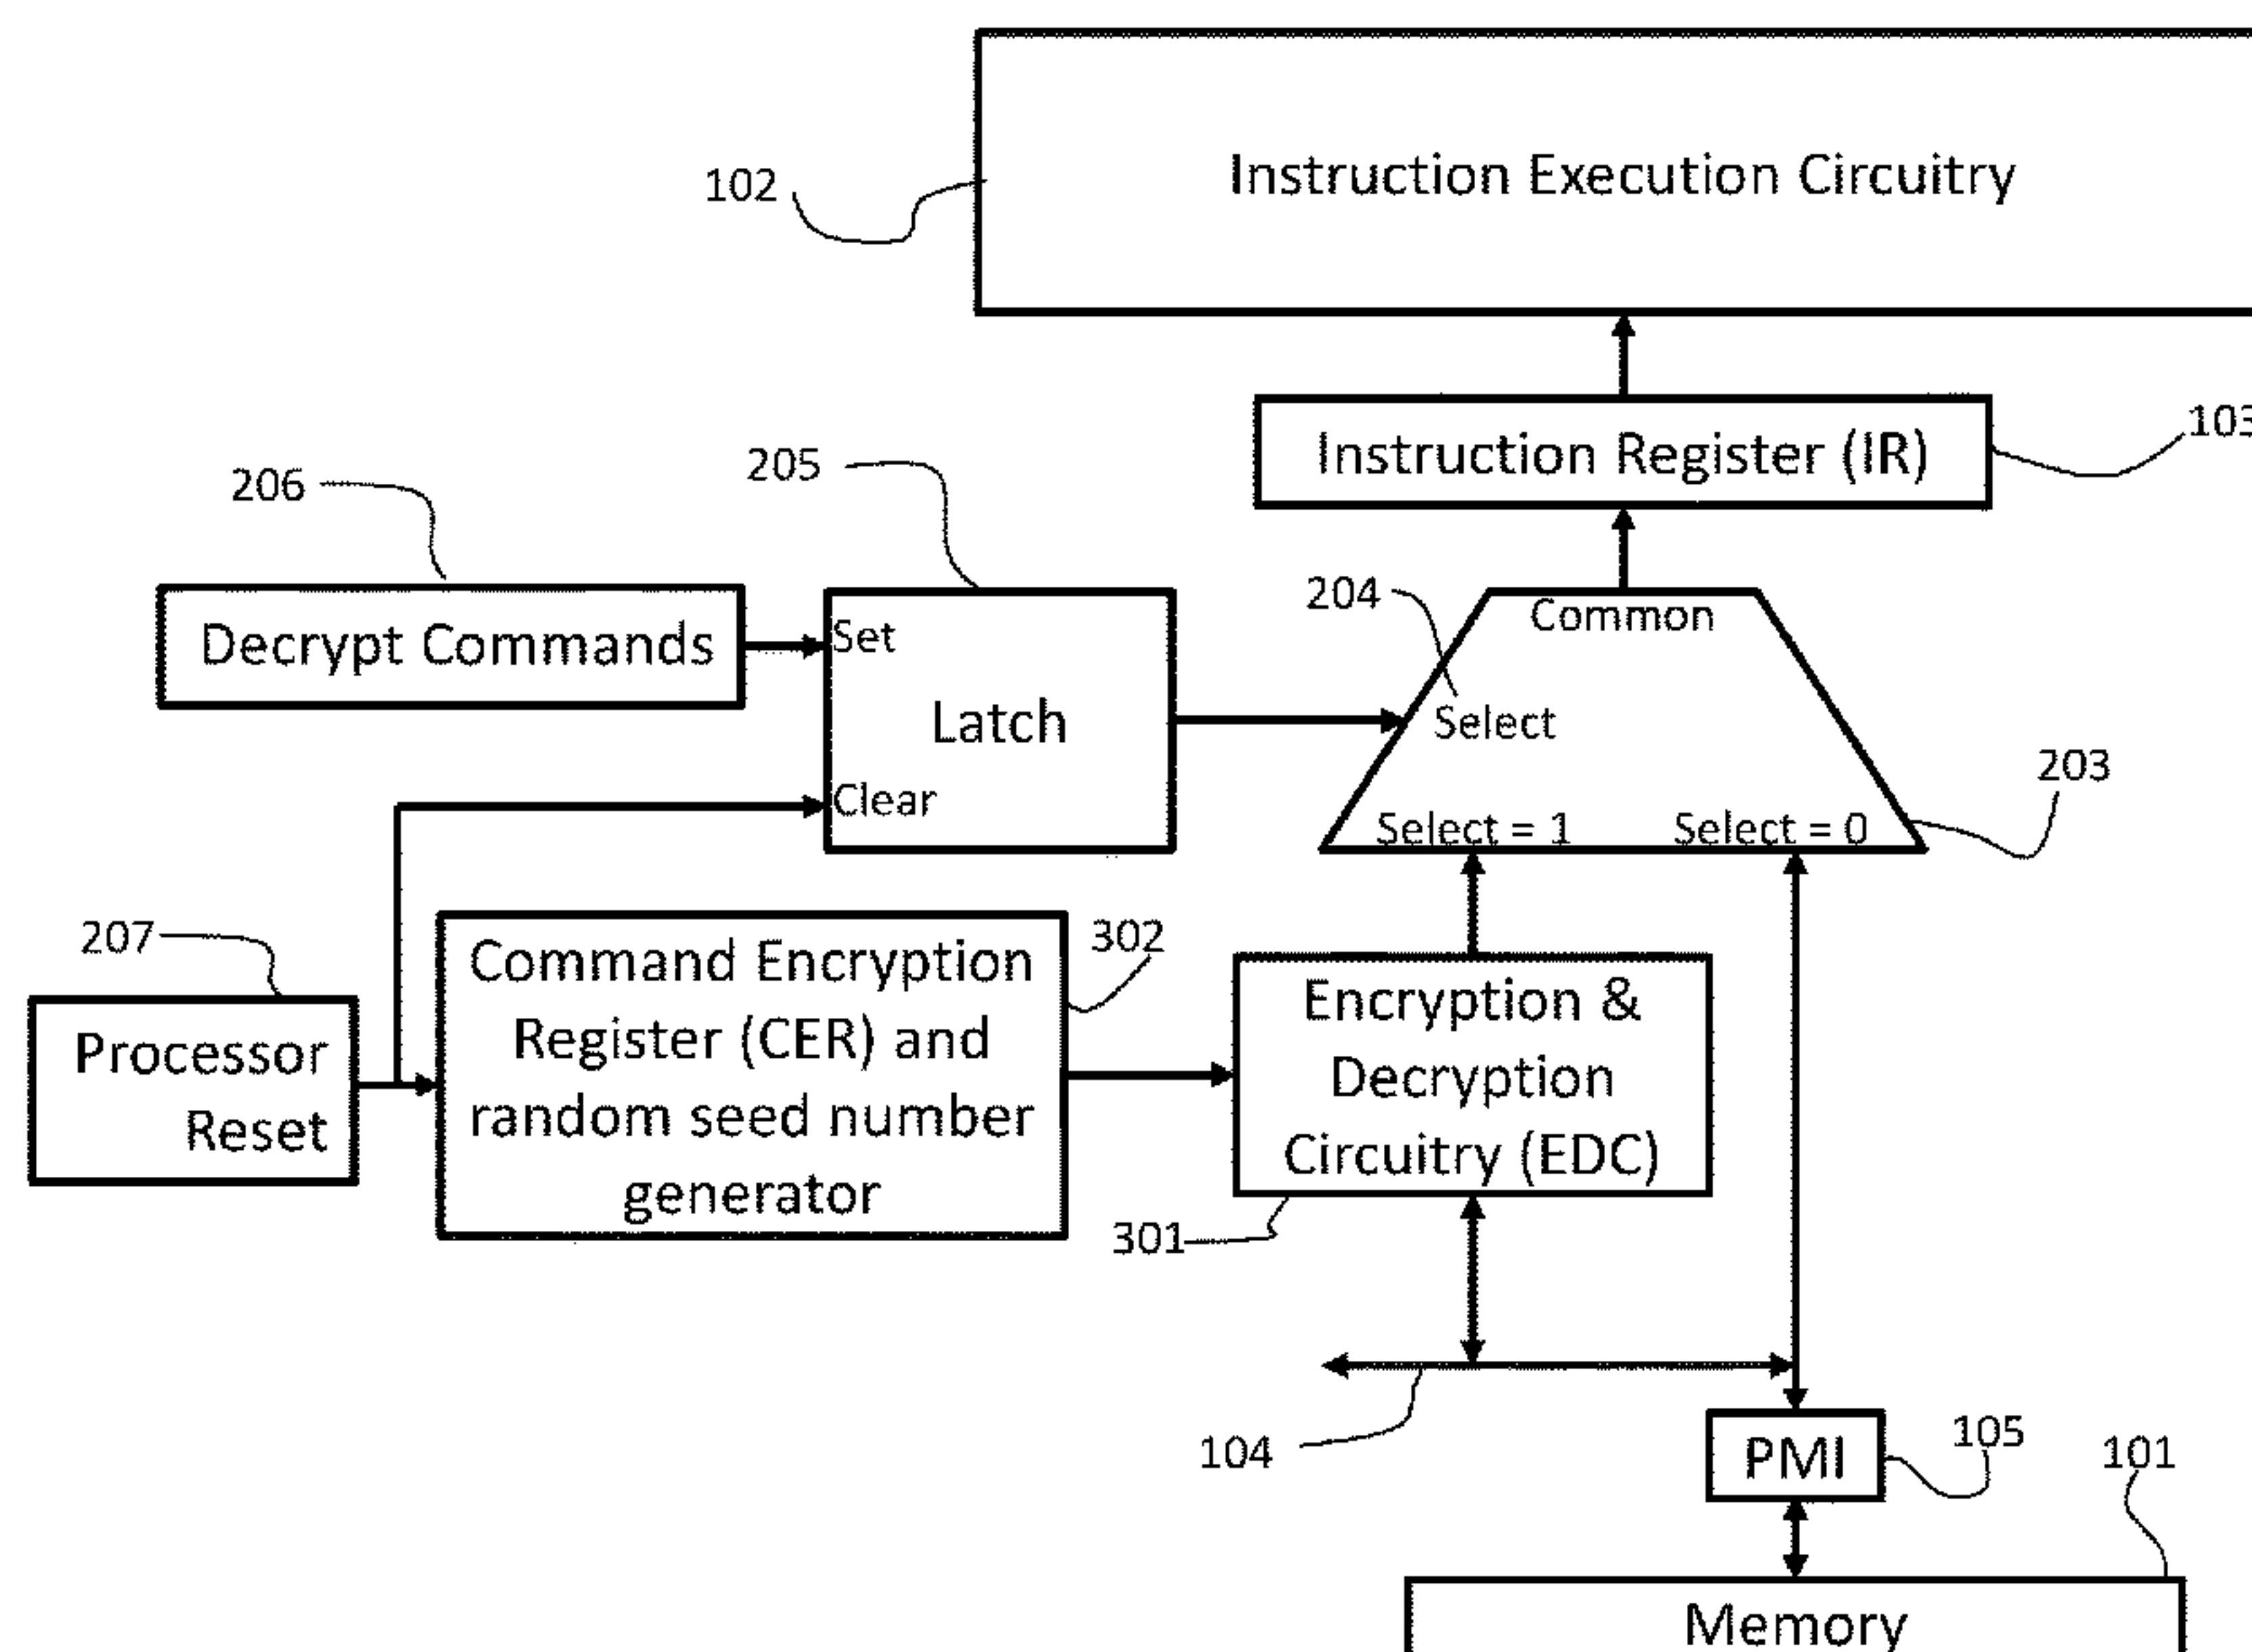 Instruction Execution Circuitry
102
Instruction Register (IR)
103
206
205
Decrypt Commands
Set
Latch
Clear
204
Common
Select
203
Select = 1
Select = 0
207
Processor
Reset
Command Encryption
Register (CER) and
random seed number
generator
302
Encryption &
Decryption
Circuitry (EDC)
301
104
PMI
105
101
Memory